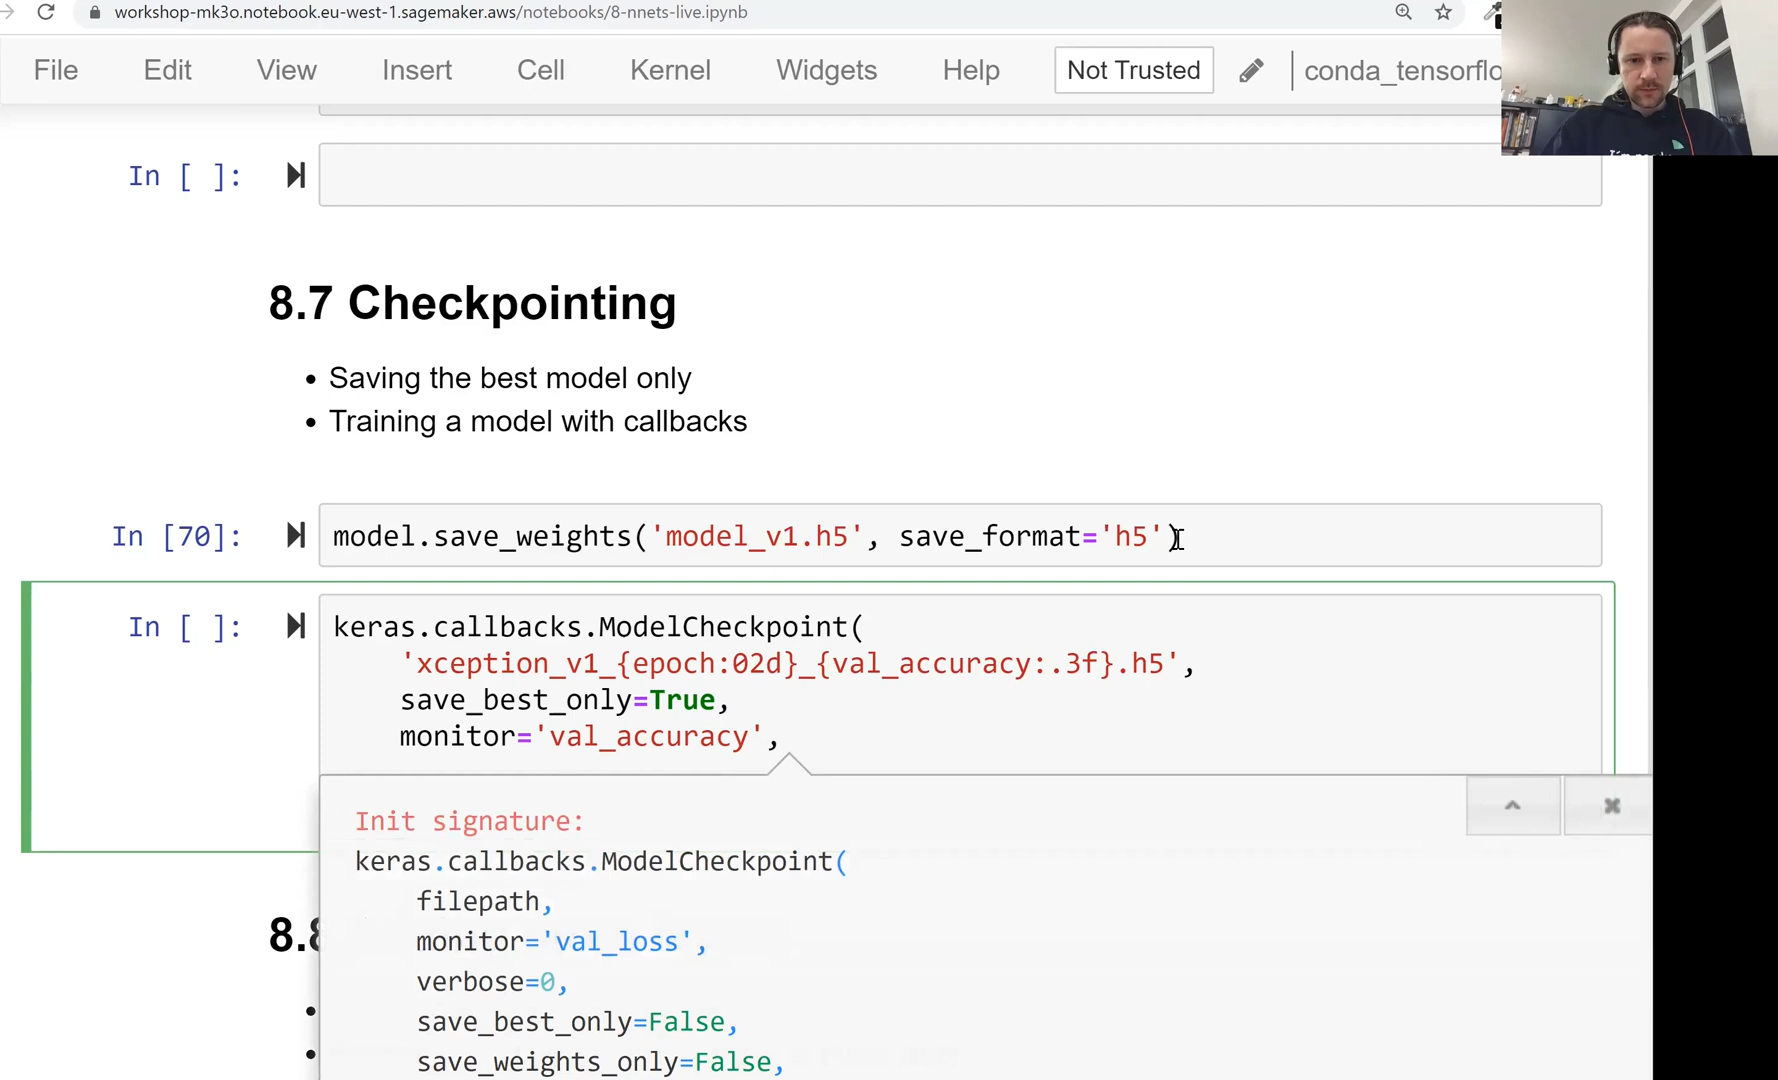 workshop-mk3o.notebook.eu-west-1.sagemaker.aws/notebooks/8-nnets-live.ipynb
File Edit View Insert Cell Kernel Widgets Help Not Trusted conda_tensorflo
In [ ]:
8.7 Checkpointing
• Saving the best model only
• Training a model with callbacks
In [70]: model.save_weights('model_v1.h5', save_format='h5')
In [ ]: keras.callbacks.ModelCheckpoint(
'xception_v1_{epoch:02d}_{val_accuracy:.3f}.h5',
save_best_only=True,
monitor='val_accuracy',
Init signature:
keras.callbacks.ModelCheckpoint(
filepath,
8.
monitor='val_loss',
verbose=0,
save_best_only=False,
save_weights_only=False,